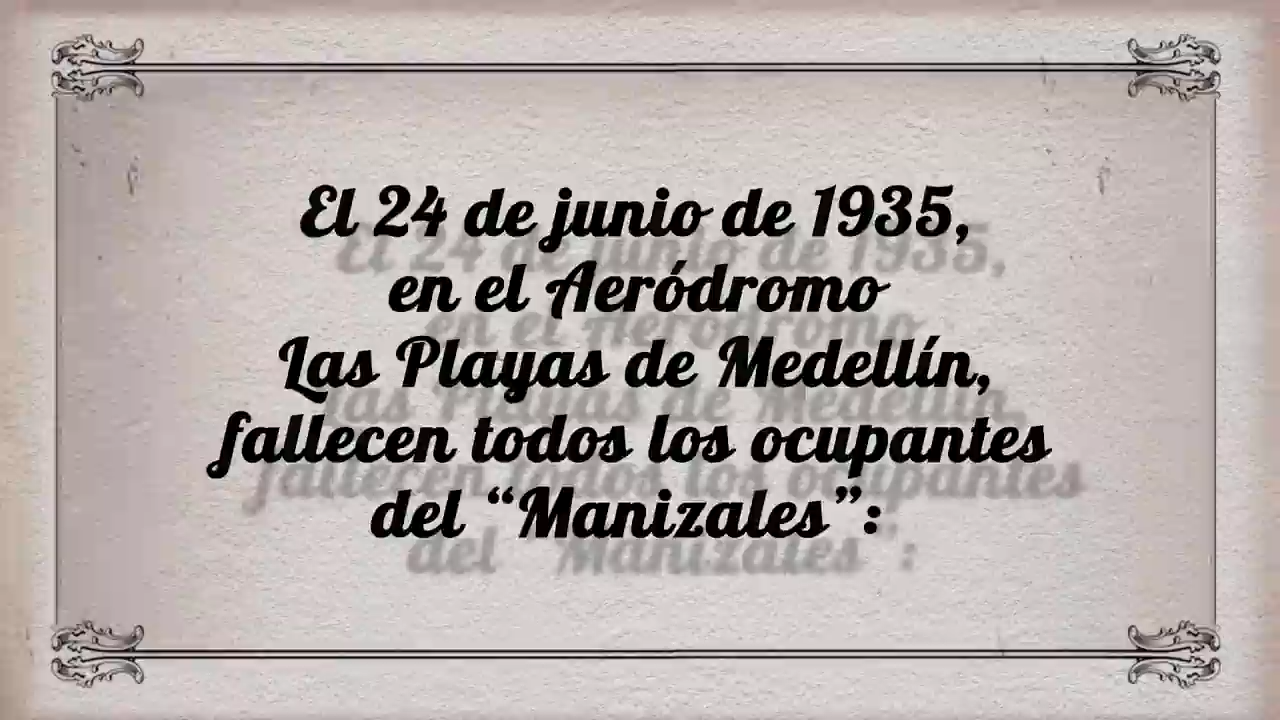 El 24 de junio de 1935,
en el Aeródromo
Las Playas de Medellín,
fallecen todos los ocupantes
del “Manizales”: